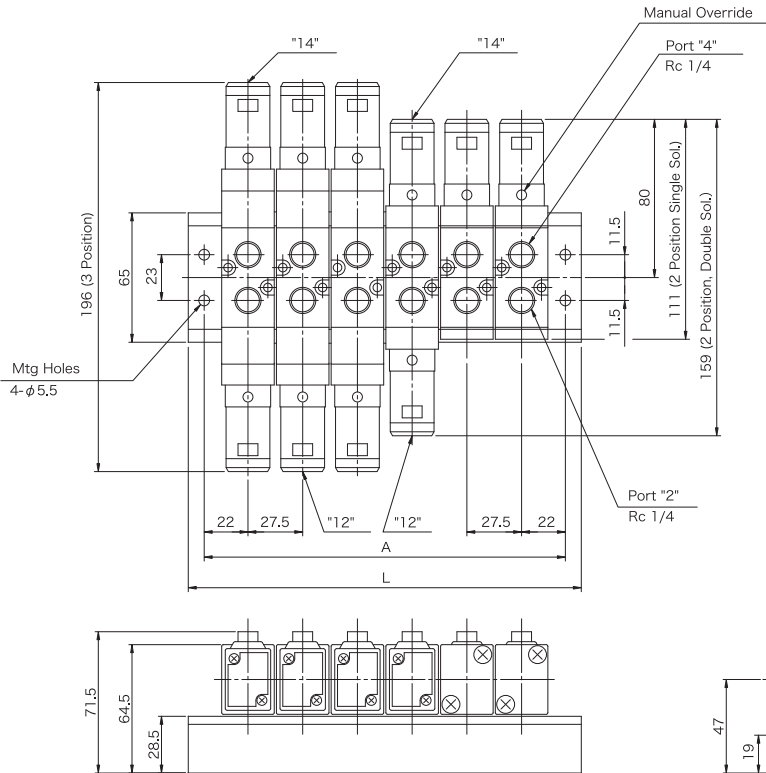 Manual Override
"14"
"14"
Port "4"
Rc 1/4
196 (3 Position)
65
23
80
11.5
11.5
111 (2 Position Single Sol.)
159 (2 Position, Double Sol.)
Mtg Holes
4-φ5.5
22
27.5
"12"
"12"
27.5
22
Port "2"
Rc 1/4
A
L
71.5
64.5
28.5
47
19